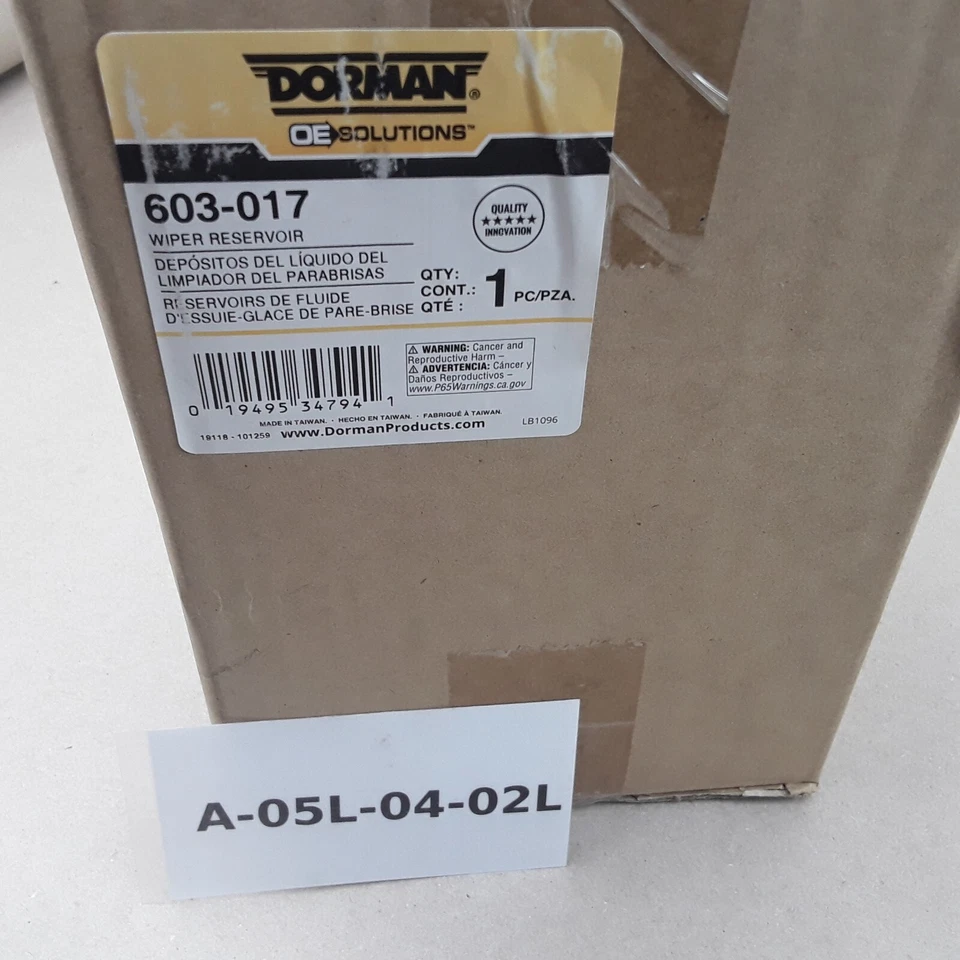 DORMAN®
OE SOLUTIONS™
603-017
WIPER RESERVOIR
DEPÓSITOS DEL LÍQUIDO DEL
LIMPIADOR DEL PARABRISAS
RESERVOIRS DE FLUIDE
D'ESSUIE-GLACE DE PARE-BRISE
QUALITY
★★★★★
INNOVATION
QTY:
CONT.:
QTÉ :
1 PC/PZA.
⚠ WARNING: Cancer and
Reproductive Harm –
⚠ ADVERTENCIA: Cáncer y
Daños Reproductivos –
www.P65Warnings.ca.gov
0 19495 34794 1
MADE IN TAIWAN. · HECHO EN TAIWAN. · FABRIQUÉ À TAIWAN.
19118 - 101259 www.DormanProducts.com LB1096
A-05L-04-02L